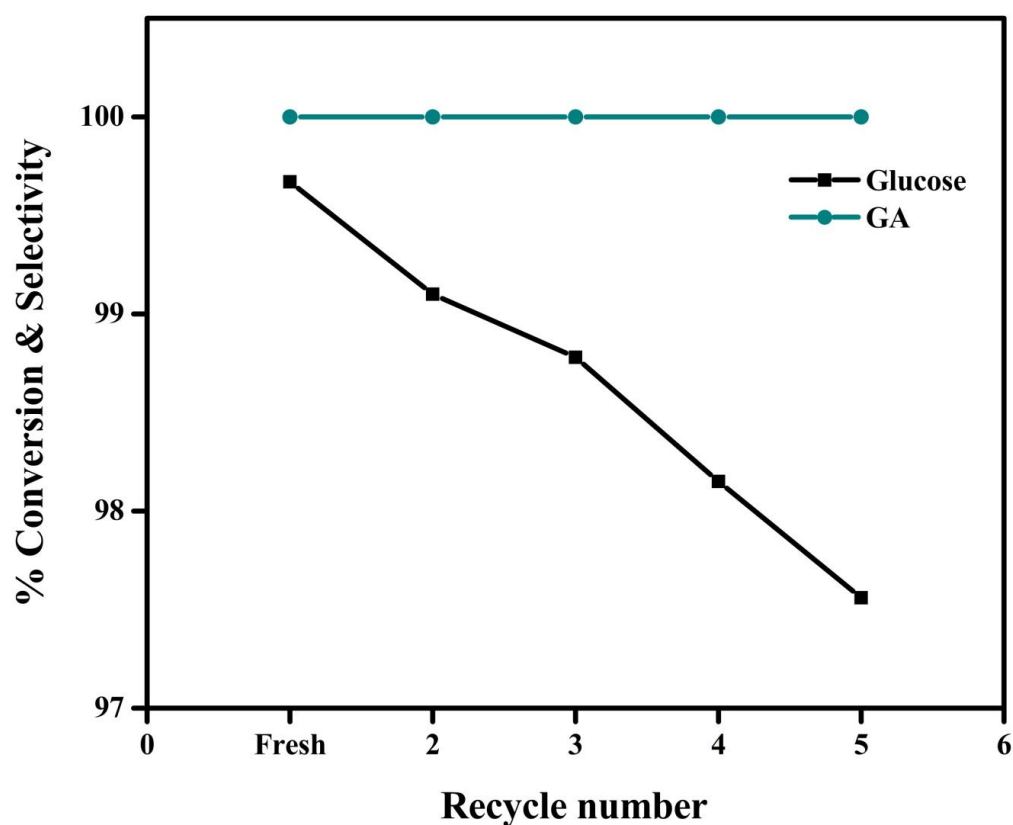 % Conversion & Selectivity
100
99
98
97
Glucose
GA
0 Fresh 2 3 4 5 6
Recycle number